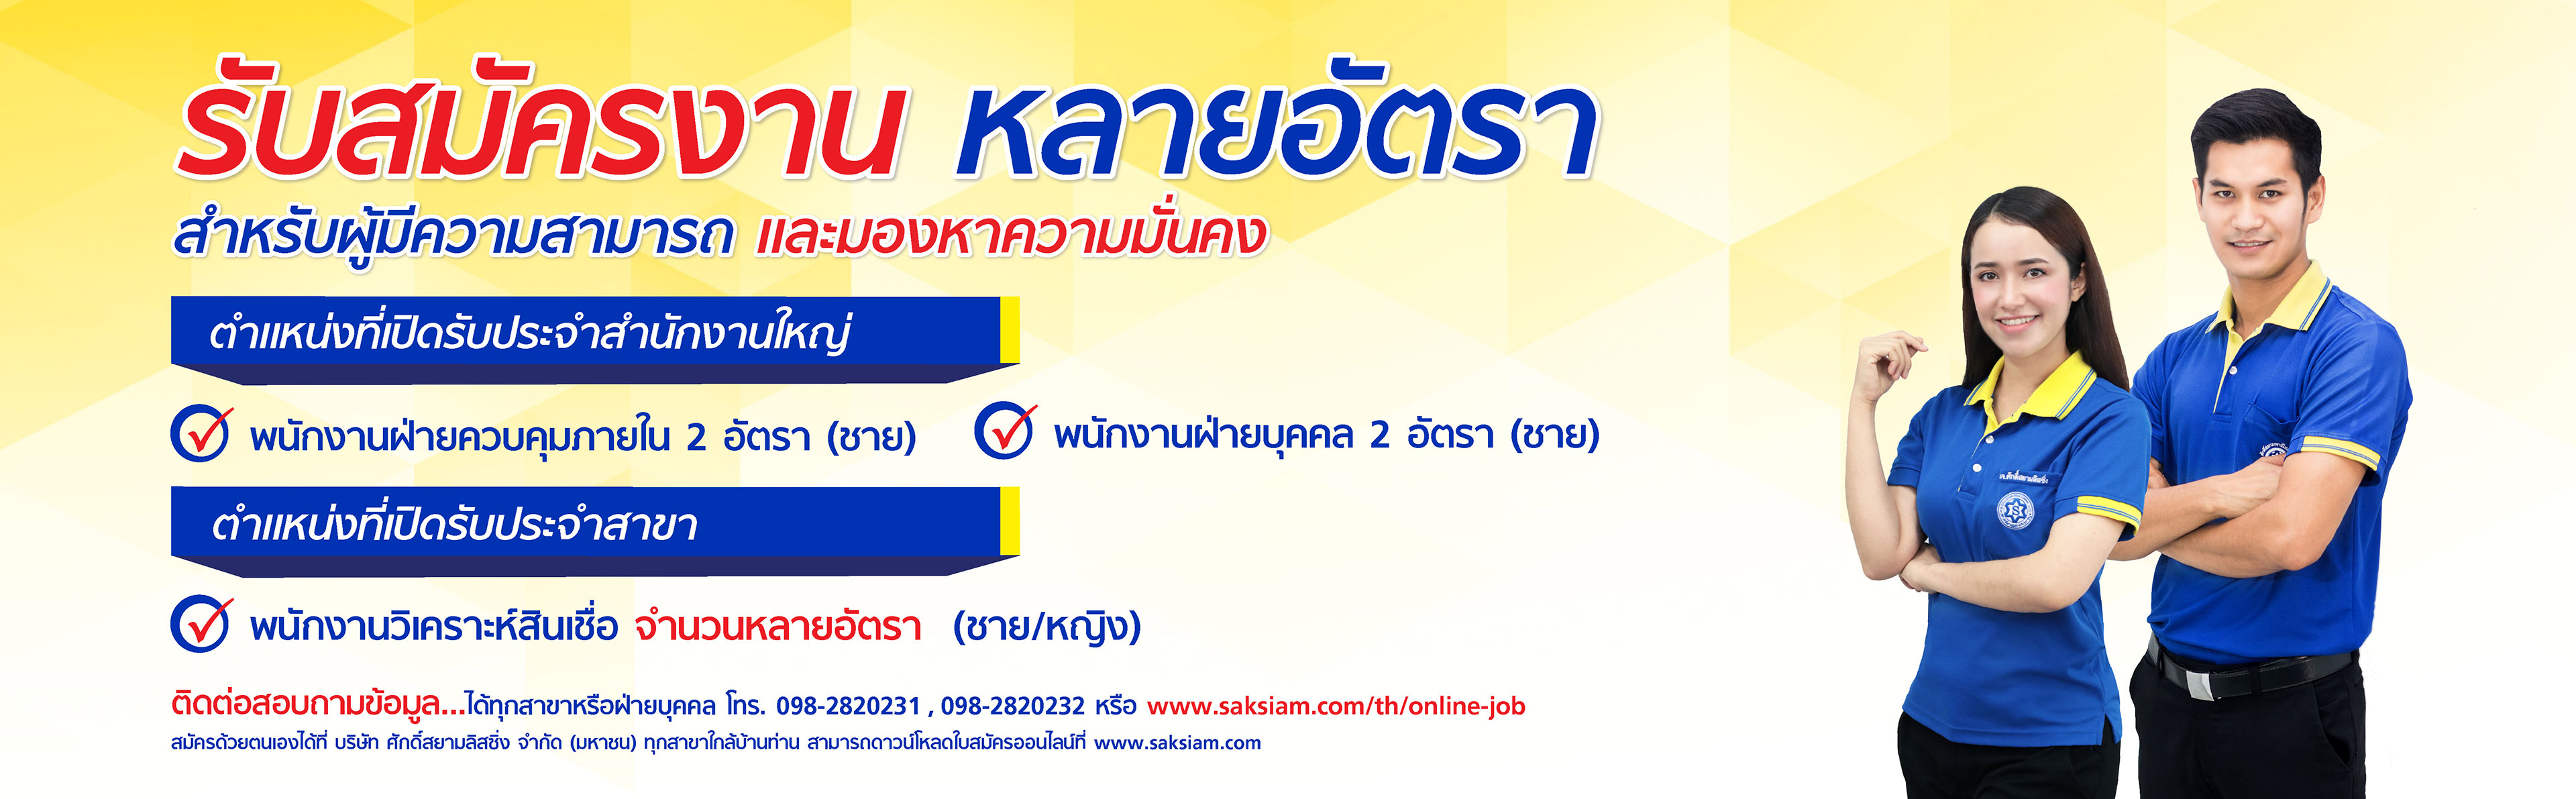 รับสมัครงาน หลายอัตรา
สำหรับผู้มีความสามารถ และมองหาความมั่นคง
ตำแหน่งที่เปิดรับประจำสำนักงานใหญ่
พนักงานฝ่ายควบคุมภายใน 2 อัตรา (ชาย)
พนักงานฝ่ายบุคคล 2 อัตรา (ชาย)
ตำแหน่งที่เปิดรับประจำสาขา
พนักงานวิเคราะห์สินเชื่อ จำนวนหลายอัตรา (ชาย/หญิง)
ติดต่อสอบถามข้อมูล...ได้ทุกสาขาหรือฝ่ายบุคคล โทร. 098-2820231 , 098-2820232 หรือ www.saksiam.com/th/online-job
สมัครด้วยตนเองได้ที่ บริษัท ศักดิ์สยามลิสซิ่ง จำกัด (มหาชน) ทุกสาขาใกล้บ้านท่าน สามารถดาวน์โหลดใบสมัครออนไลน์ที่ www.saksiam.com